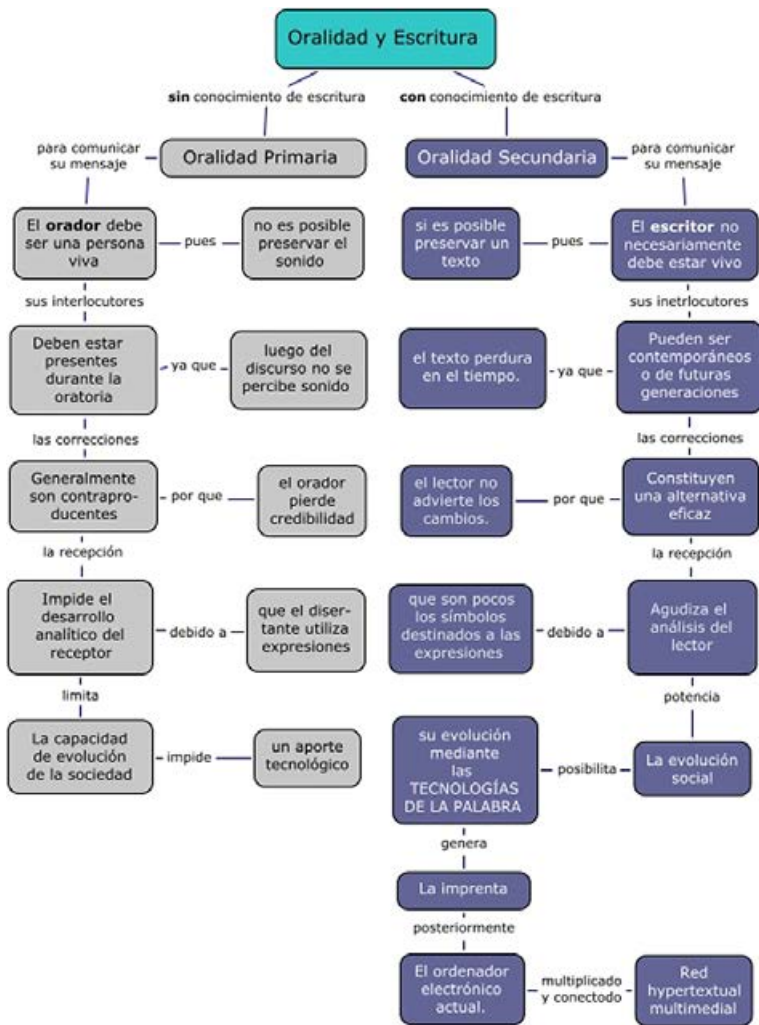 Oralidad y Escritura
sin conocimiento de escritura
con conocimiento de escritura
para comunicar
su mensaje
Oralidad Primaria
Oralidad Secundaria
para comunicar
su mensaje
El orador debe
ser una persona
viva
pues
no es posible
preservar el
sonido
si es posible
preservar un
texto
pues
El escritor no
necesariamente
debe estar vivo
sus interlocutores
sus inetrlocutores
Deben estar
presentes
durante la
oratoria
ya que
luego del
discurso no se
percibe sonido
el texto perdura
en el tiempo.
ya que
Pueden ser
contemporáneos
o de futuras
generaciones
las correcciones
las correcciones
Generalmente
son contrapro-
ducentes
por que
el orador
pierde
credibilidad
el lector no
advierte los
cambios.
por que
Constituyen
una alternativa
eficaz
la recepción
la recepción
Impide el
desarrollo
analítico del
receptor
debido a
que el diser-
tante utiliza
expresiones
que son pocos
los símbolos
destinados a las
expresiones
debido a
Agudiza el
análisis del
lector
limita
potencia
La capacidad
de evolución
de la sociedad
impide
un aporte
tecnológico
su evolución
mediante
las
TECNOLOGÍAS
DE LA PALABRA
posibilita
La evolución
social
genera
La imprenta
posteriormente
El ordenador
electrónico
actual.
multiplicado
y conectodo
Red
hypertextual
multimedial